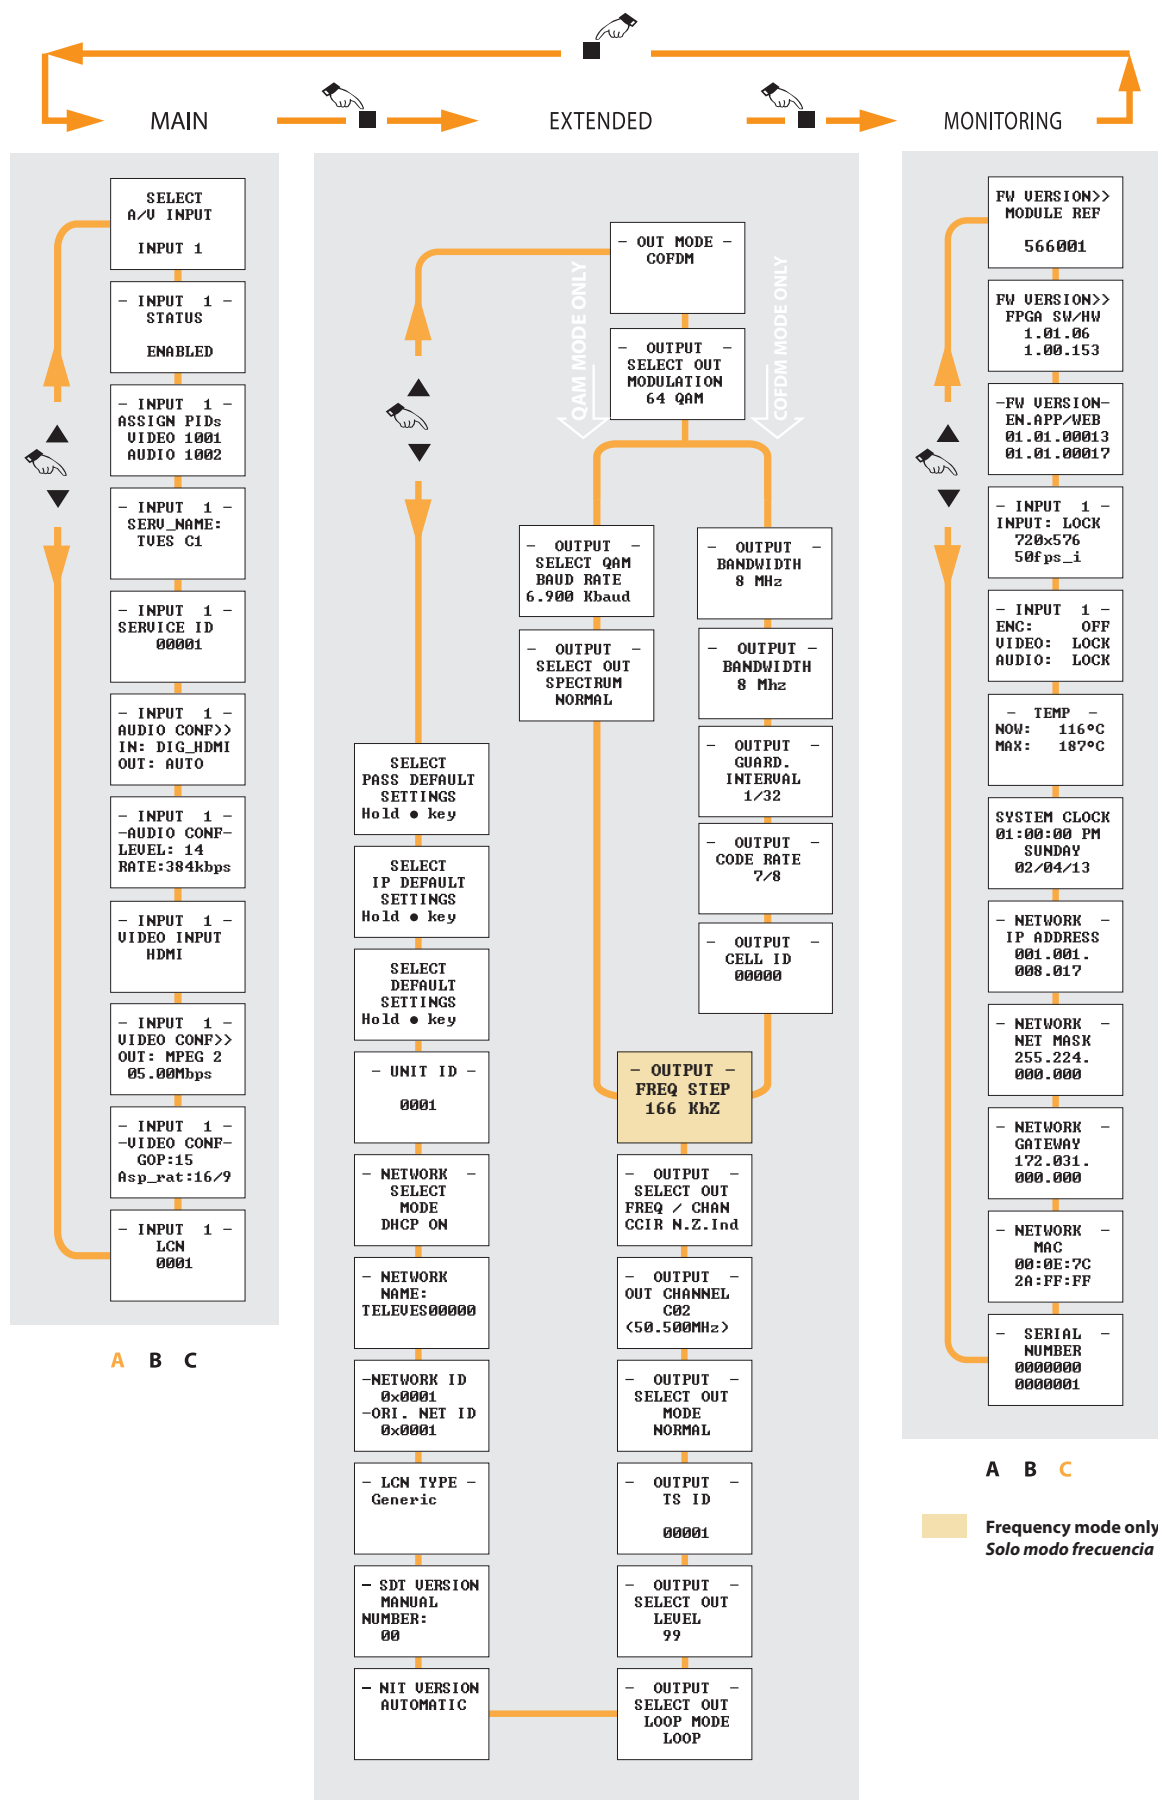 MAIN
EXTENDED
MONITORING
SELECT
A/V INPUT
INPUT 1
- INPUT 1 -
STATUS
ENABLED
- INPUT 1 -
ASSIGN PIDs
VIDEO 1001
AUDIO 1002
- INPUT 1 -
SERV_NAME:
TVES C1
- INPUT 1 -
SERVICE ID
00001
- INPUT 1 -
AUDIO CONF>>
IN: DIG_HDMI
OUT: AUTO
- INPUT 1 -
-AUDIO CONF-
LEVEL: 14
RATE:384kbps
- INPUT 1 -
VIDEO INPUT
HDMI
- INPUT 1 -
VIDEO CONF>>
OUT: MPEG 2
05.00Mbps
- INPUT 1 -
-VIDEO CONF-
GOP:15
Asp_rat:16/9
- INPUT 1 -
LCN
0001
A B C
- OUT MODE -
COFDM
QAM MODE ONLY
COFDM MODE ONLY
- OUTPUT -
SELECT OUT
MODULATION
64 QAM
- OUTPUT -
SELECT QAM
BAUD RATE
6.900 Kbaud
- OUTPUT -
SELECT OUT
SPECTRUM
NORMAL
- OUTPUT -
BANDWIDTH
8 MHz
- OUTPUT -
BANDWIDTH
8 Mhz
- OUTPUT -
GUARD.
INTERVAL
1/32
- OUTPUT -
CODE RATE
7/8
- OUTPUT -
CELL ID
00000
- OUTPUT -
FREQ STEP
166 KhZ
- OUTPUT -
SELECT OUT
FREQ / CHAN
CCIR N.Z.Ind
- OUTPUT -
OUT CHANNEL
C02
(50.500MHz)
- OUTPUT -
SELECT OUT
MODE
NORMAL
- OUTPUT -
TS ID
00001
- OUTPUT -
SELECT OUT
LEVEL
99
- OUTPUT -
SELECT OUT
LOOP MODE
LOOP
SELECT
PASS DEFAULT
SETTINGS
Hold ● key
SELECT
IP DEFAULT
SETTINGS
Hold ● key
SELECT
DEFAULT
SETTINGS
Hold ● key
- UNIT ID -
0001
- NETWORK -
SELECT
MODE
DHCP ON
- NETWORK
NAME:
TELEVES00000
-NETWORK ID
0x0001
-ORI. NET ID
0x0001
- LCN TYPE -
Generic
- SDT VERSION
MANUAL
NUMBER:
00
- NIT VERSION
AUTOMATIC
FW VERSION>>
MODULE REF
566001
FW VERSION>>
FPGA SW/HW
1.01.06
1.00.153
-FW VERSION-
EN.APP/WEB
01.01.00013
01.01.00017
- INPUT 1 -
INPUT: LOCK
720x576
50fps_i
- INPUT 1 -
ENC: OFF
VIDEO: LOCK
AUDIO: LOCK
- TEMP -
NOW: 116ºC
MAX: 187ºC
SYSTEM CLOCK
01:00:00 PM
SUNDAY
02/04/13
- NETWORK -
IP ADDRESS
001.001.
008.017
- NETWORK -
NET MASK
255.224.
000.000
- NETWORK -
GATEWAY
172.031.
000.000
- NETWORK -
MAC
00:0E:7C
2A:FF:FF
- SERIAL -
NUMBER
0000000
0000001
A B C
Frequency mode only
Solo modo frecuencia